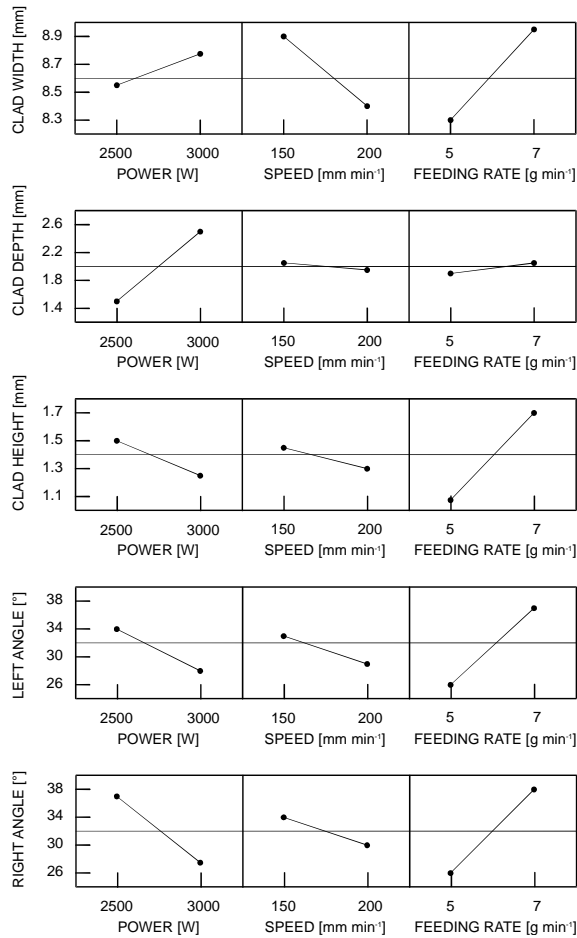 CLAD WIDTH [mm]
8.9
8.7
8.5
8.3
2500 3000 150 200 5 7
POWER [W] SPEED [mm min⁻¹] FEEDING RATE [g min⁻¹]
CLAD DEPTH [mm]
2.6
2.2
1.8
1.4
2500 3000 150 200 5 7
POWER [W] SPEED [mm min⁻¹] FEEDING RATE [g min⁻¹]
CLAD HEIGHT [mm]
1.7
1.5
1.3
1.1
2500 3000 150 200 5 7
POWER [W] SPEED [mm min⁻¹] FEEDING RATE [g min⁻¹]
LEFT ANGLE [°]
38
34
30
26
2500 3000 150 200 5 7
POWER [W] SPEED [mm min⁻¹] FEEDING RATE [g min⁻¹]
RIGHT ANGLE [°]
38
34
30
26
2500 3000 150 200 5 7
POWER [W] SPEED [mm min⁻¹] FEEDING RATE [g min⁻¹]